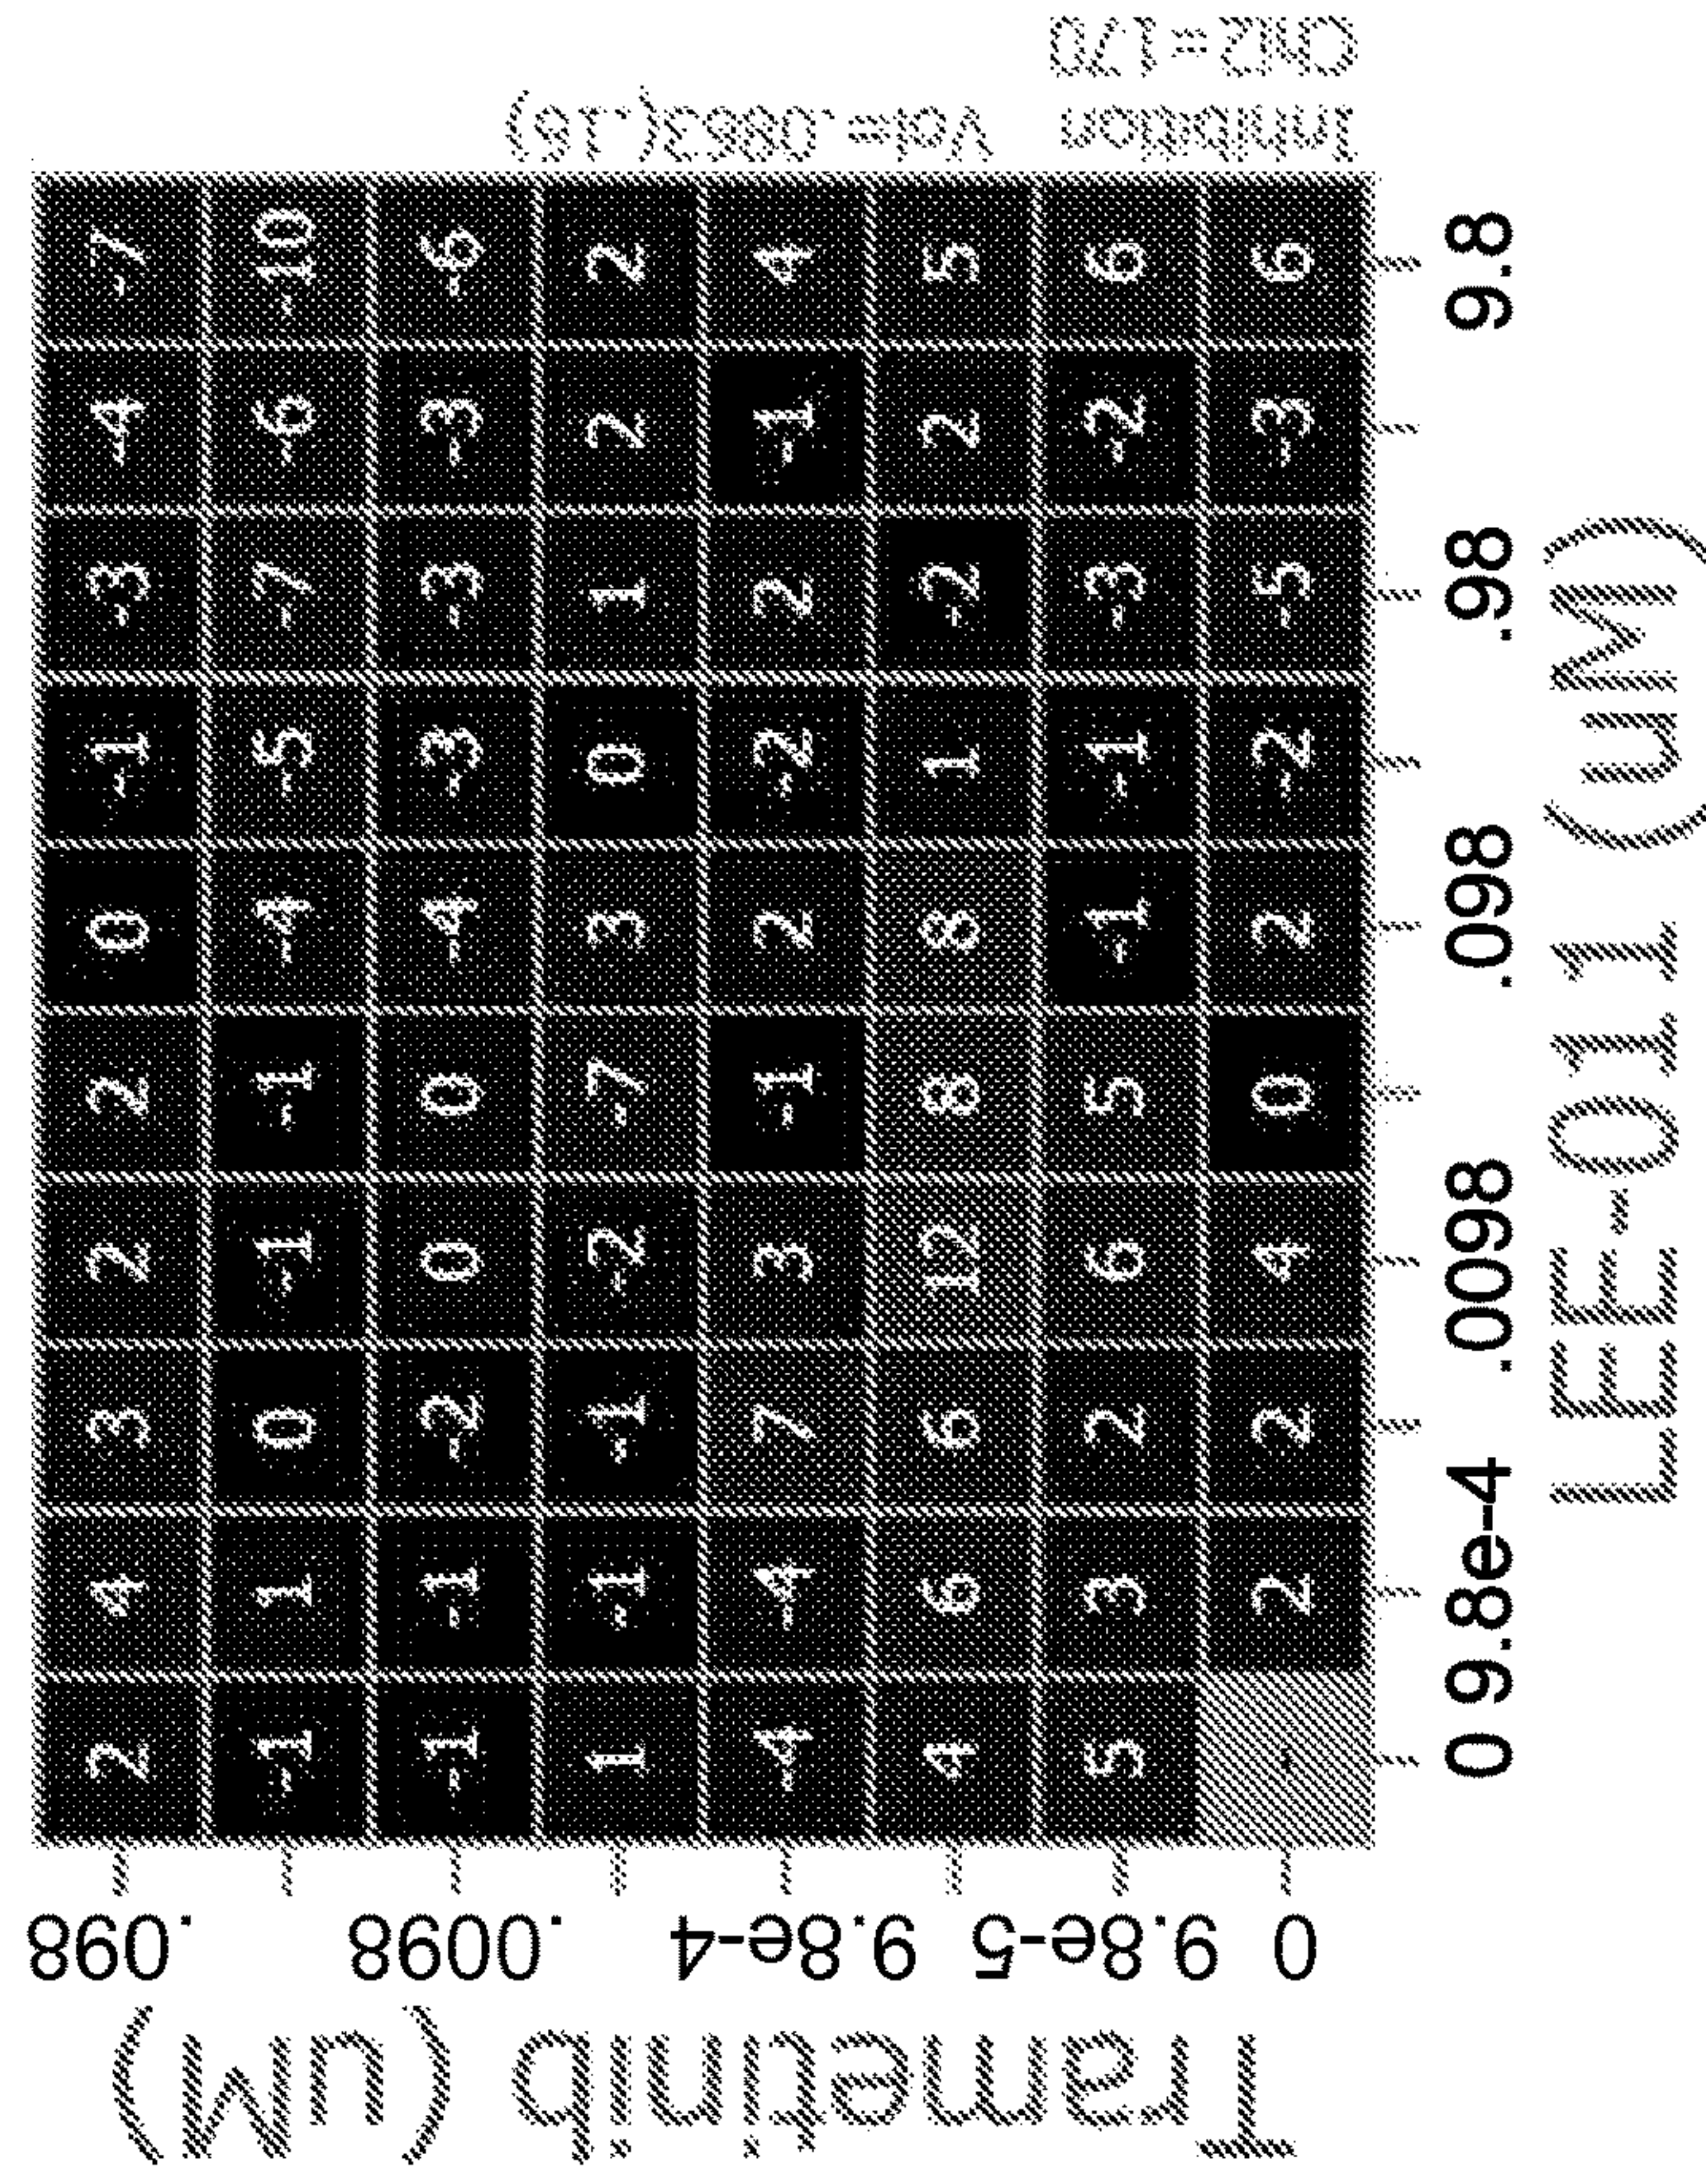 Trametinib (uM)
.098 2 4 3 2 2 0 -1 -3 -4 -7
-1 1 0 -1 -1 -4 -5 -7 -6 -10
.0098 -1 -1 -2 0 0 -4 -3 -3 -3 -6
1 -1 -1 -2 -7 3 0 1 2 2
9.8e-4 -4 -4 7 3 -1 2 -2 2 -1 4
4 6 6 12 8 8 1 -2 2 5
9.8e-5 5 3 2 6 5 -1 -1 -3 -2 6
0 - 2 2 4 0 2 -2 -5 -3 6
0 9.8e-4 .0098 .098 .98 9.8
LEE-011 (uM)
Inhibition
Chi2=170